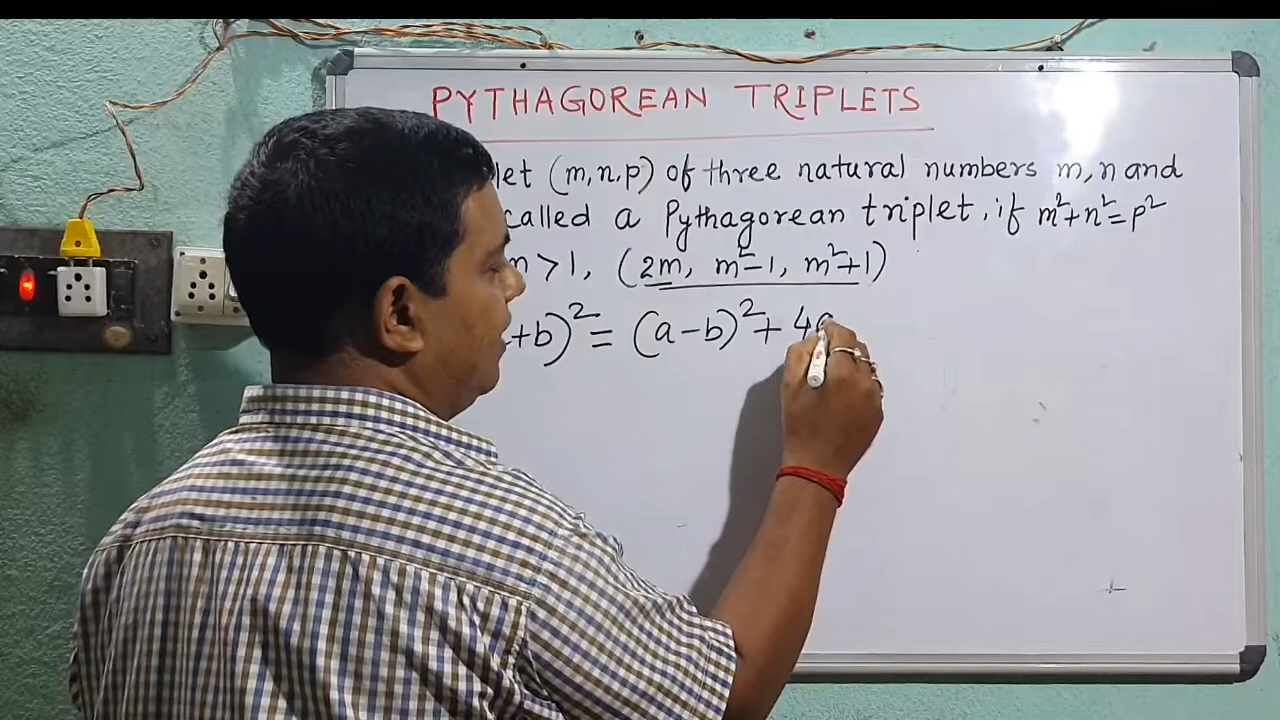 PYTHAGOREAN TRIPLETS
let (m,n,p) of three natural numbers m, n and
called a Pythagorean triplet, if m²+n²=p²
m > 1, (2m, m²-1, m²+1)
+b)² = (a-b)² + 4a